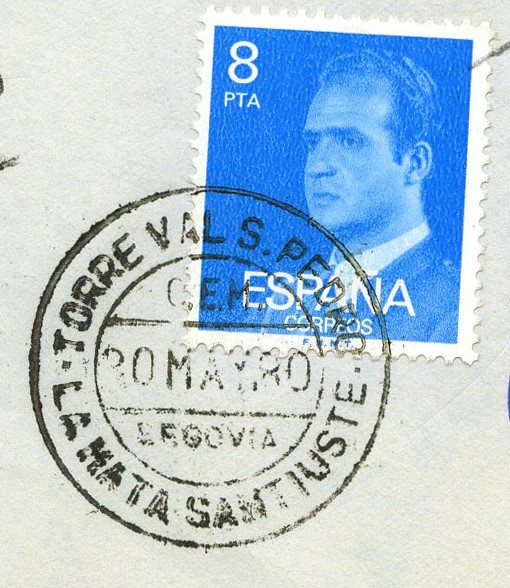 8
PTA
ESPAÑA
CORREOS
F.N.M.T.
TORRE VAL S. PEDRO
C.E.M.
20 MAY.80
SEGOVIA
LA MATA SANTIUSTE